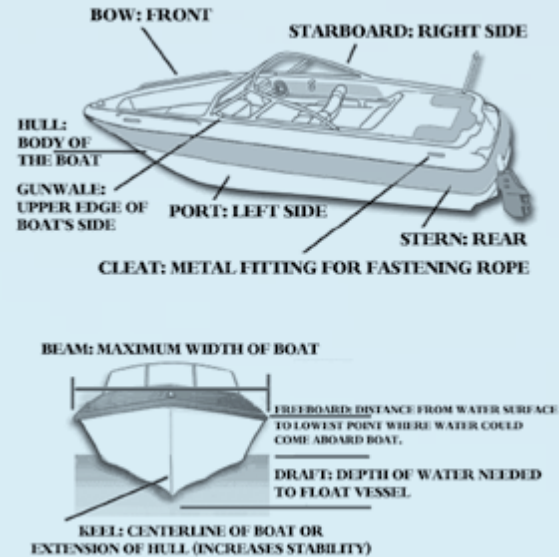 BOW: FRONT
STARBOARD: RIGHT SIDE
HULL:
BODY OF
THE BOAT
GUNWALE:
UPPER EDGE OF
BOAT'S SIDE
PORT: LEFT SIDE
STERN: REAR
CLEAT: METAL FITTING FOR FASTENING ROPE
BEAM: MAXIMUM WIDTH OF BOAT
FREEBOARD: DISTANCE FROM WATER SURFACE
TO LOWEST POINT WHERE WATER COULD
COME ABOARD BOAT.
DRAFT: DEPTH OF WATER NEEDED
TO FLOAT VESSEL
KEEL: CENTERLINE OF BOAT OR
EXTENSION OF HULL (INCREASES STABILITY)